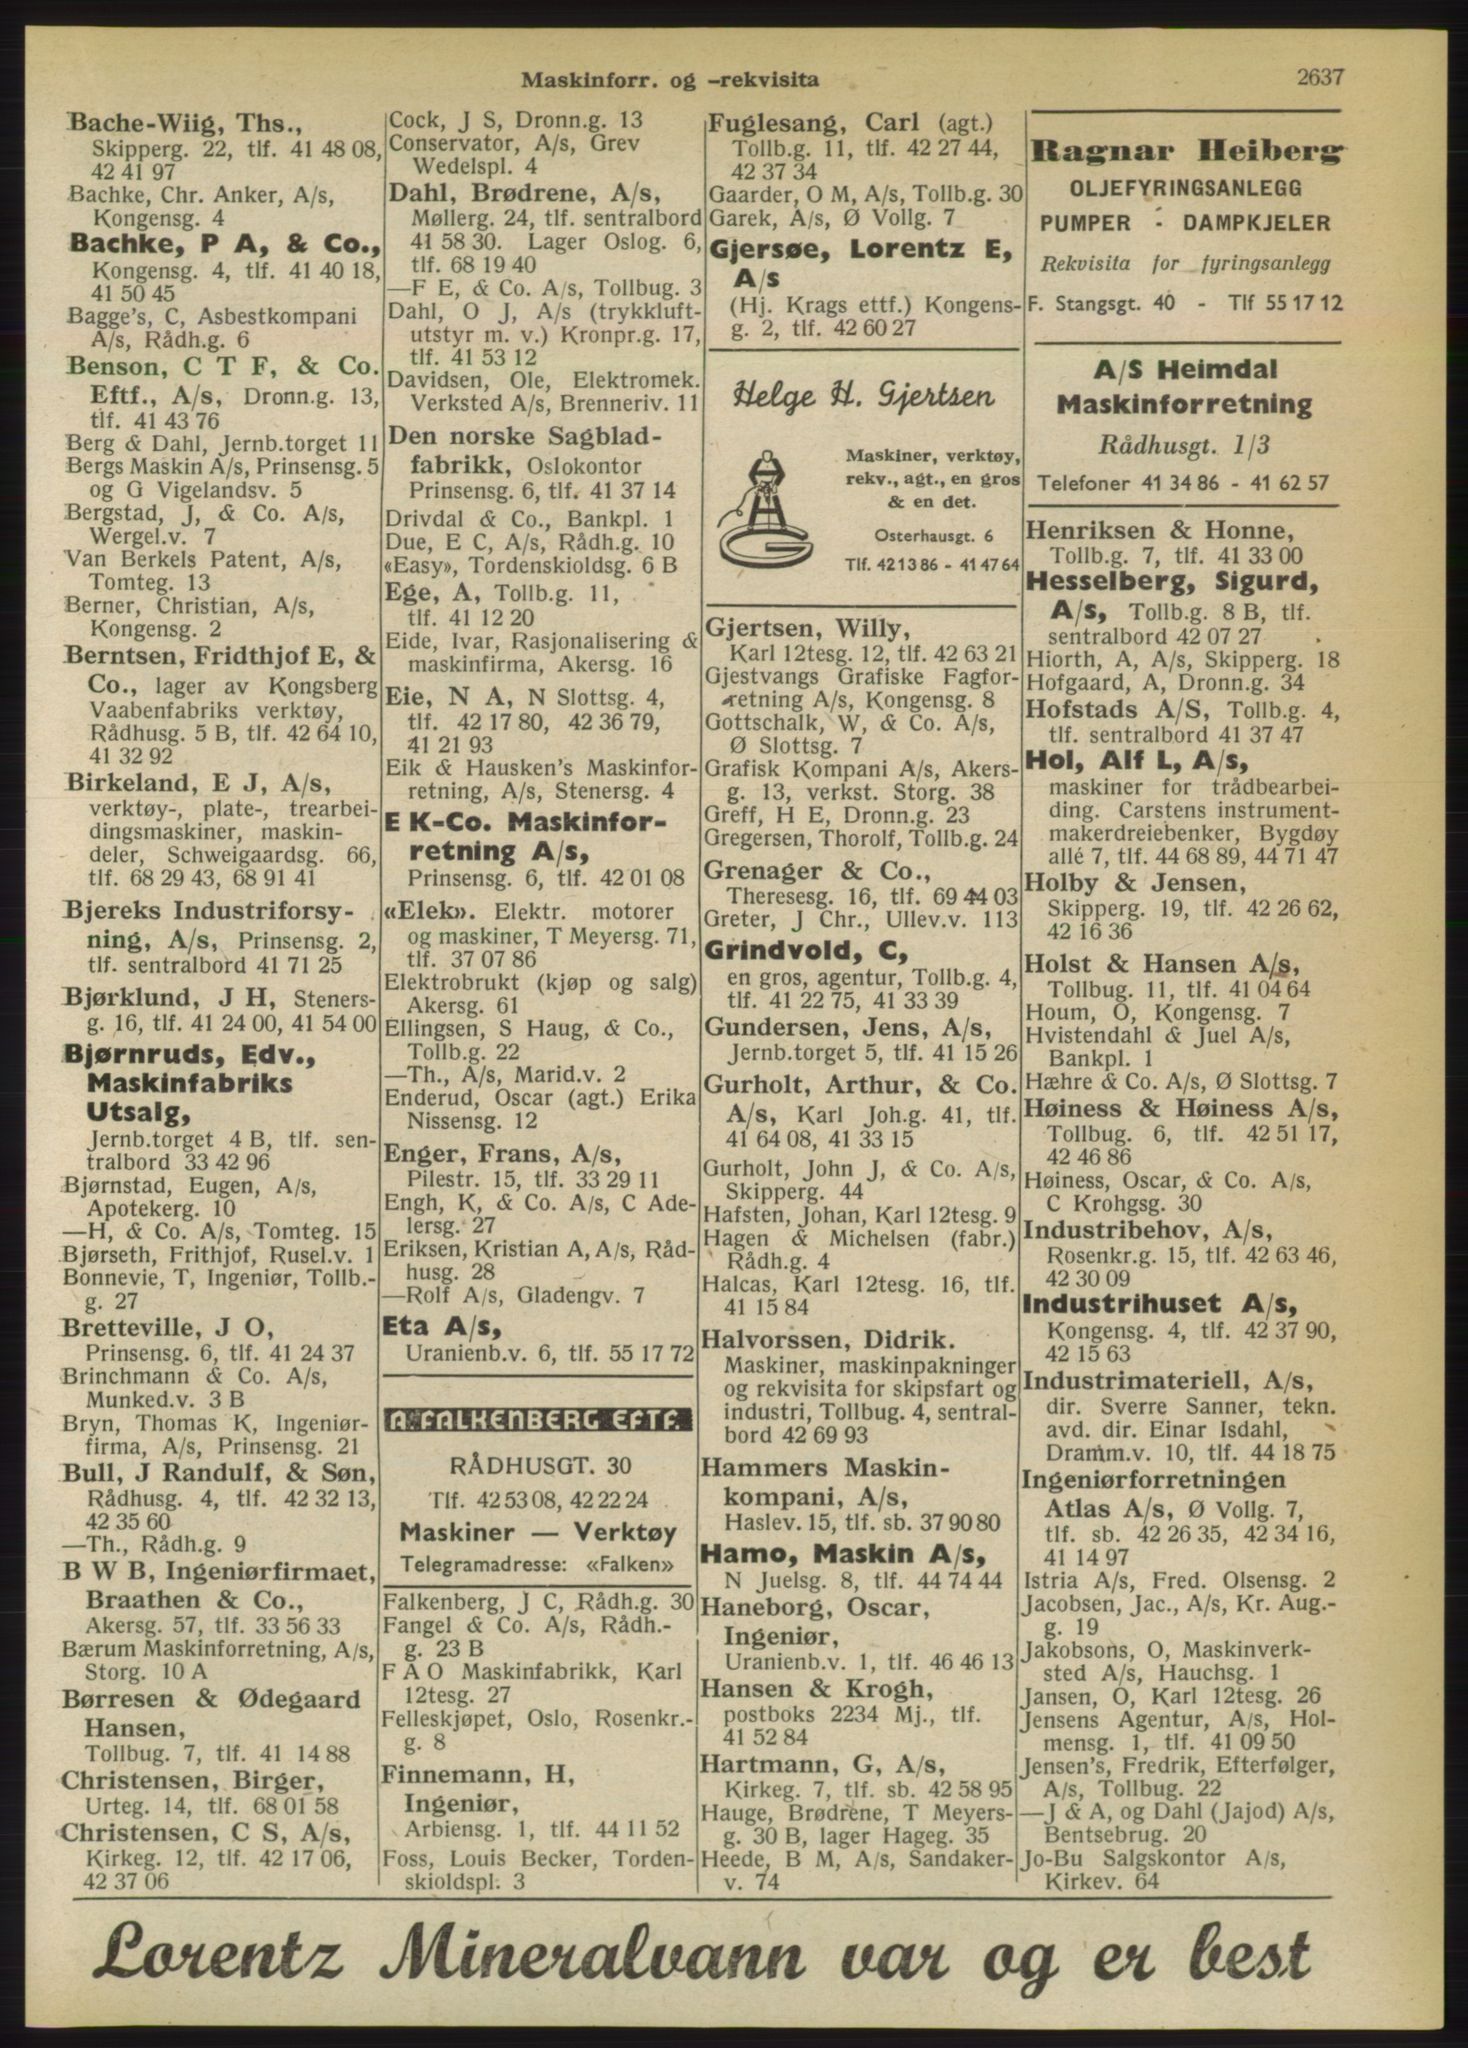 Maskinforr. og –rekvisita
2637
Bache-Wiig, Ths.,
Skipperg. 22, tlf. 41 48 08,
42 41 97
Bachke, Chr. Anker, A/s,
Kongensg. 4
Bachke, P A, & Co.,
Kongensg. 4, tlf. 41 40 18,
41 50 45
Bagge's, C, Asbestkompani
A/s, Rådh.g. 6
Benson, C T F, & Co.
Eftf., A/s, Dronn.g. 13,
tlf. 41 43 76
Berg & Dahl, Jernb.torget 11
Bergs Maskin A/s, Prinsensg. 5
og G Vigelandsv. 5
Bergstad, J, & Co. A/s,
Wergel.v. 7
Van Berkels Patent, A/s,
Tomteg. 13
Berner, Christian, A/s,
Kongensg. 2
Berntsen, Fridthjof E, &
Co., lager av Kongsberg
Vaabenfabriks verktøy,
Rådhusg. 5 B, tlf. 42 64 10,
41 32 92
Birkeland, E J, A/s,
verktøy-, plate-, trearbei-
dingsmaskiner, maskin-
deler, Schweigaardsg. 66,
tlf. 68 29 43, 68 91 41
Bjereks Industriforsy-
ning, A/s, Prinsensg. 2,
tlf. sentralbord 41 71 25
Bjørklund, J H, Steners-
g. 16, tlf. 41 24 00, 41 54 00
Bjørnruds, Edv.,
Maskinfabriks
Utsalg,
Jernb.torget 4 B, tlf. sen-
tralbord 33 42 96
Bjørnstad, Eugen, A/s,
Apotekerg. 10
—H, & Co. A/s, Tomteg. 15
Bjørseth, Frithjof, Rusel.v. 1
Bonnevie, T, Ingeniør, Tollb.-
g. 27
Bretteville, J O,
Prinsensg. 6, tlf. 41 24 37
Brinchmann & Co. A/s,
Munked.v. 3 B
Bryn, Thomas K, Ingeniør-
firma, A/s, Prinsensg. 21
Bull, J Randulf, & Søn,
Rådhusg. 4, tlf. 42 32 13,
42 35 60
—Th., Rådh.g. 9
B W B, Ingeniørfirmaet,
Braathen & Co.,
Akersg. 57, tlf. 33 56 33
Bærum Maskinforretning, A/s,
Storg. 10 A
Børresen & Ødegaard
Hansen,
Tollbug. 7, tlf. 41 14 88
Christensen, Birger,
Urteg. 14, tlf. 68 01 58
Christensen, C S, A/s,
Kirkeg. 12, tlf. 42 17 06,
42 37 06
Cock, J S, Dronn.g. 13
Conservator, A/s, Grev
Wedelspl. 4
Dahl, Brødrene, A/s,
Møllerg. 24, tlf. sentralbord
41 58 30. Lager Oslog. 6,
tlf. 68 19 40
—F E, & Co. A/s, Tollbug. 3
Dahl, O J, A/s (trykkluft-
utstyr m. v.) Kronpr.g. 17,
tlf. 41 53 12
Davidsen, Ole, Elektromek.
Verksted A/s, Brenneriv. 11
Den norske Sagblad-
fabrikk, Oslokontor
Prinsensg. 6, tlf. 41 37 14
Drivdal & Co., Bankpl. 1
Due, E C, A/s, Rådh.g. 10
«Easy», Tordenskioldsg. 6 B
Ege, A, Tollb.g. 11,
tlf. 41 12 20
Eide, Ivar, Rasjonalisering &
maskinfirma, Akersg. 16
Eie, N A, N Slottsg. 4,
tlf. 42 17 80, 42 36 79,
41 21 93
Eik & Hausken's Maskinfor-
retning, A/s, Stenersg. 4
E K-Co. Maskinfor-
retning A/s,
Prinsensg. 6, tlf. 42 01 08
«Elek». Elektr. motorer
og maskiner, T Meyersg. 71,
tlf. 37 07 86
Elektrobrukt (kjøp og salg)
Akersg. 61
Ellingsen, S Haug, & Co.,
Tollb.g. 22
—Th., A/s, Marid.v. 2
Enderud, Oscar (agt.) Erika
Nissensg. 12
Enger, Frans, A/s,
Pilestr. 15, tlf. 33 29 11
Engh, K, & Co. A/s, C Ade-
lersg. 27
Eriksen, Kristian A, A/s, Råd-
husg. 28
—Rolf A/s, Gladengv. 7
Eta A/s,
Uranienb.v. 6, tlf. 55 17 72
A. FALKENBERG EFTF.
RÅDHUSGT. 30
Tlf. 42 53 08, 42 22 24
Maskiner — Verktøy
Telegramadresse: «Falken»
Falkenberg, J C, Rådh.g. 30
Fangel & Co. A/s, Rådh.-
g. 23 B
F A O Maskinfabrikk, Karl
12tesg. 27
Felleskjøpet, Oslo, Rosenkr.-
g. 8
Finnemann, H,
Ingeniør,
Arbiensg. 1, tlf. 44 11 52
Foss, Louis Becker, Torden-
skioldspl. 3
Fuglesang, Carl (agt.)
Tollb.g. 11, tlf. 42 27 44,
42 37 34
Gaarder, O M, A/s, Tollb.g. 30
Garek, A/s, Ø Vollg. 7
Gjersøe, Lorentz E,
A/s
(Hj. Krags ettf.) Kongens-
g. 2, tlf. 42 60 27
Helge H. Gjertsen
Maskiner, verktøy,
rekv., agt., en gros
& en det.
Osterhausgt. 6
Tlf. 42 13 86 - 41 47 64
Gjertsen, Willy,
Karl 12tesg. 12, tlf. 42 63 21
Gjestvangs Grafiske Fagfor-
retning A/s, Kongensg. 8
Gottschalk, W, & Co. A/s,
Ø Slottsg. 7
Grafisk Kompani A/s, Akers-
g. 13, verkst. Storg. 38
Greff, H E, Dronn.g. 23
Gregersen, Thorolf, Tollb.g. 24
Grenager & Co.,
Theresesg. 16, tlf. 69 44 03
Greter, J Chr., Ullev.v. 113
Grindvold, C,
en gros, agentur, Tollb.g. 4,
tlf. 41 22 75, 41 33 39
Gundersen, Jens, A/s,
Jernb.torget 5, tlf. 41 15 26
Gurholt, Arthur, & Co.
A/s, Karl Joh.g. 41, tlf.
41 64 08, 41 33 15
Gurholt, John J, & Co. A/s,
Skipperg. 44
Hafsten, Johan, Karl 12tesg. 9
Hagen & Michelsen (fabr.)
Rådh.g. 4
Halcas, Karl 12tesg. 16, tlf.
41 15 84
Halvorssen, Didrik.
Maskiner, maskinpakninger
og rekvisita for skipsfart og
industri, Tollbug. 4, sentral-
bord 42 69 93
Hammers Maskin-
kompani, A/s,
Haslev. 15, tlf. sb. 37 90 80
Hamo, Maskin A/s,
N Juelsg. 8, tlf. 44 74 44
Haneborg, Oscar,
Ingeniør,
Uranienb.v. 1, tlf. 46 46 13
Hansen & Krogh,
postboks 2234 Mj., tlf.
41 52 84
Hartmann, G, A/s,
Kirkeg. 7, tlf. sb. 42 58 95
Hauge, Brødrene, T Meyers-
g. 30 B, lager Hageg. 35
Heede, B M, A/s, Sandaker-
v. 74
Ragnar Heiberg
OLJEFYRINGSANLEGG
PUMPER - DAMPKJELER
Rekvisita for fyringsanlegg
F. Stangsgt. 40 - Tlf 55 17 12
A/S Heimdal
Maskinforretning
Rådhusgt. 1/3
Telefoner 41 34 86 - 41 62 57
Henriksen & Honne,
Tollb.g. 7, tlf. 41 33 00
Hesselberg, Sigurd,
A/s, Tollb.g. 8 B, tlf.
sentralbord 42 07 27
Hiorth, A, A/s, Skipperg. 18
Hofgaard, A, Dronn.g. 34
Hofstads A/S, Tollb.g. 4,
tlf. sentralbord 41 37 47
Hol, Alf L, A/s,
maskiner for trådbearbei-
ding. Carstens instrument-
makerdreiebenker, Bygdøy
allé 7, tlf. 44 68 89, 44 71 47
Holby & Jensen,
Skipperg. 19, tlf. 42 26 62,
42 16 36
Holst & Hansen A/s,
Tollbug. 11, tlf. 41 04 64
Houm, O, Kongensg. 7
Hvistendahl & Juel A/s,
Bankpl. 1
Hæhre & Co. A/s, Ø Slottsg. 7
Høiness & Høiness A/s,
Tollbug. 6, tlf. 42 51 17,
42 46 86
Høiness, Oscar, & Co. A/s,
C Krohgsg. 30
Industribehov, A/s,
Rosenkr.g. 15, tlf. 42 63 46,
42 30 09
Industrihuset A/s,
Kongensg. 4, tlf. 42 37 90,
42 15 63
Industrimateriell, A/s,
dir. Sverre Sanner, tekn.
avd. dir. Einar Isdahl,
Dramm.v. 10, tlf. 44 18 75
Ingeniørforretningen
Atlas A/s, Ø Vollg. 7,
tlf. sb. 42 26 35, 42 34 16,
41 14 97
Istria A/s, Fred. Olsensg. 2
Jacobsen, Jac., A/s, Kr. Aug.-
g. 19
Jakobsons, O, Maskinverk-
sted A/s, Hauchsg. 1
Jansen, O, Karl 12tesg. 26
Jensens Agentur, A/s, Hol-
mensg. 1, tlf. 41 09 50
Jensen's, Fredrik, Efterfølger,
A/s, Tollbug. 22
—J & A, og Dahl (Jajod) A/s,
Bentsebrug. 20
Jo-Bu Salgskontor A/s,
Kirkev. 64
Lorentz Mineralvann var og er best